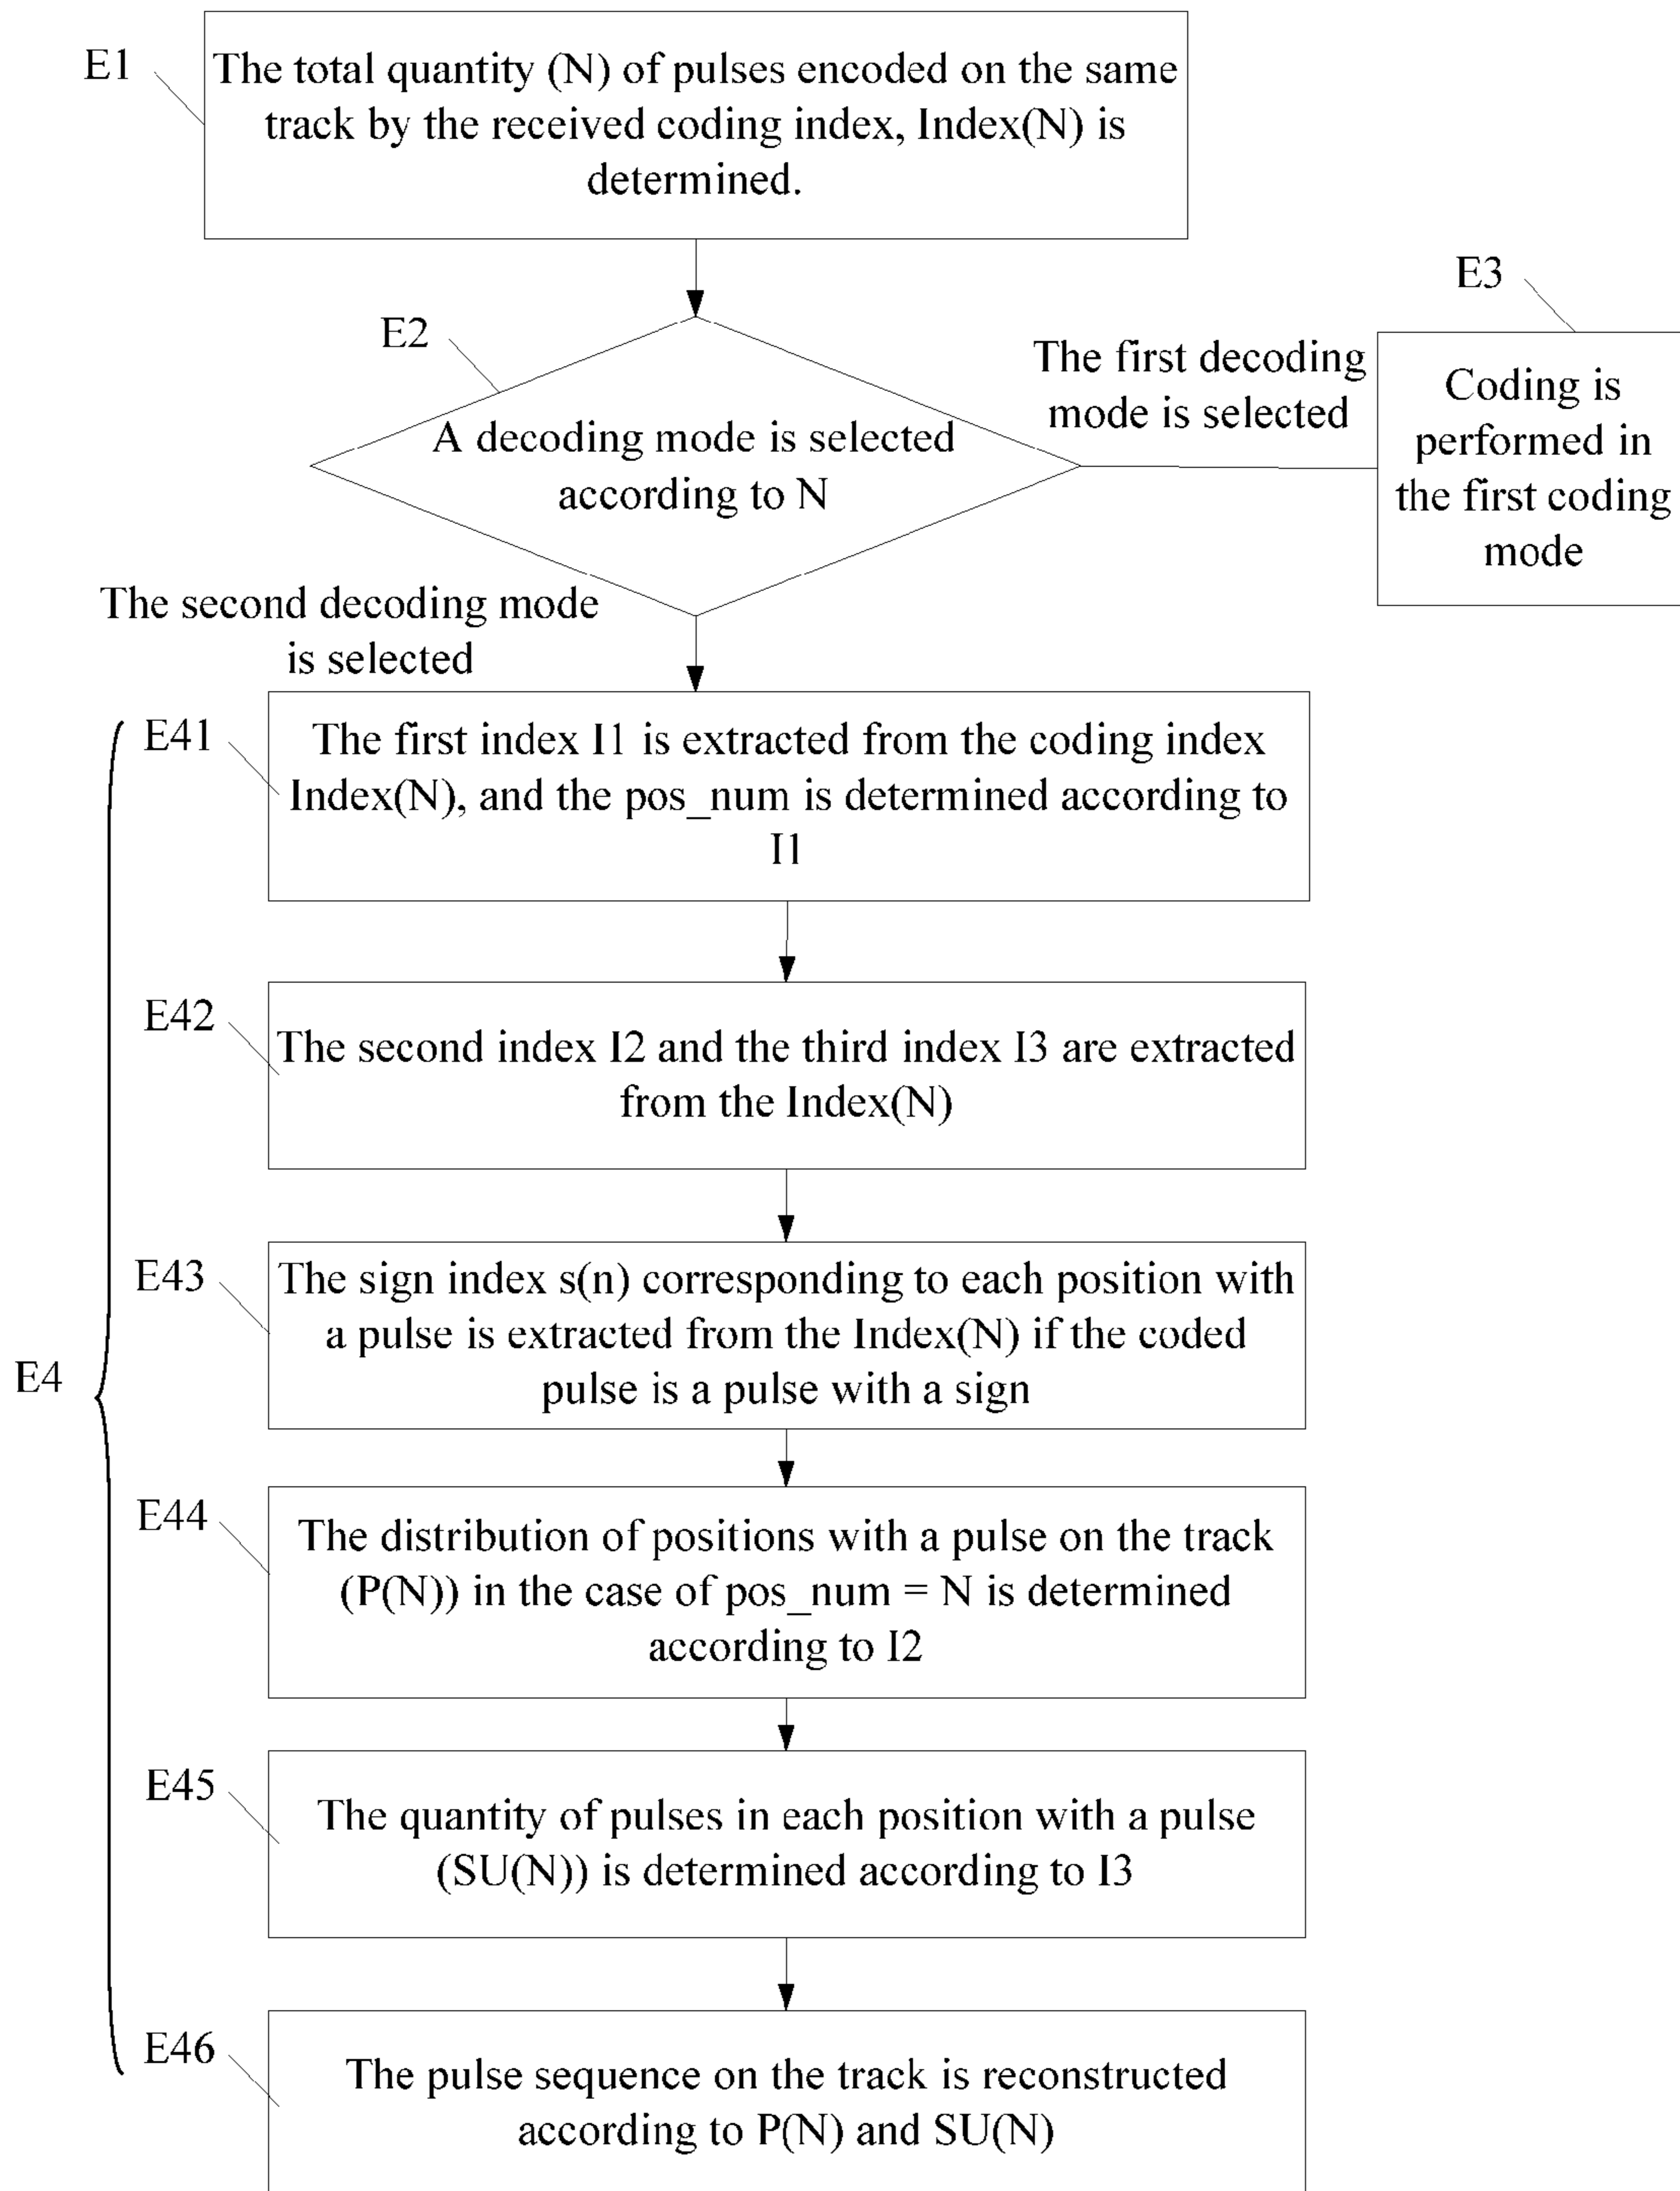 E1
The total quantity (N) of pulses encoded on the same
track by the received coding index, Index(N) is
determined.
E2
A decoding mode is selected
according to N
The first decoding
mode is selected
E3
Coding is
performed in
the first coding
mode
The second decoding mode
is selected
E4
E41
The first index I1 is extracted from the coding index
Index(N), and the pos_num is determined according to
I1
E42
The second index I2 and the third index I3 are extracted
from the Index(N)
E43
The sign index s(n) corresponding to each position with
a pulse is extracted from the Index(N) if the coded
pulse is a pulse with a sign
E44
The distribution of positions with a pulse on the track
(P(N)) in the case of pos_num = N is determined
according to I2
E45
The quantity of pulses in each position with a pulse
(SU(N)) is determined according to I3
E46
The pulse sequence on the track is reconstructed
according to P(N) and SU(N)